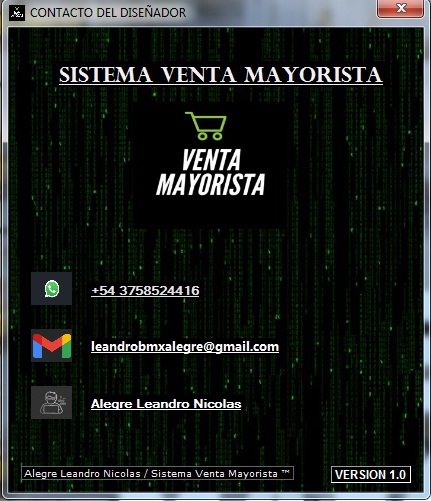 CONTACTO DEL DISEÑADOR
SISTEMA VENTA MAYORISTA
VENTA
MAYORISTA
+54 3758524416
leandrobmxalegre@gmail.com
Alegre Leandro Nicolas
Alegre Leandro Nicolas / Sistema Venta Mayorista ™
VERSION 1.0